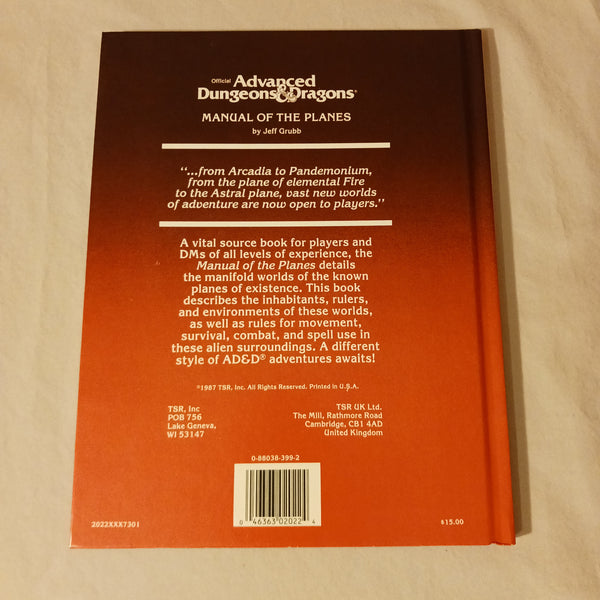 Official Advanced
Dungeons & Dragons®
MANUAL OF THE PLANES
by Jeff Grubb
"...from Arcadia to Pandemonium,
from the plane of elemental Fire
to the Astral plane, vast new worlds
of adventure are now open to players."
A vital source book for players and
DMs of all levels of experience, the
Manual of the Planes details
the manifold worlds of the known
planes of existence. This book
describes the inhabitants, rulers,
and environments of these worlds,
as well as rules for movement,
survival, combat, and spell use in
these alien surroundings. A different
style of AD&D® adventures awaits!
©1987 TSR, Inc. All Rights Reserved. Printed in U.S.A.
TSR, Inc
POB 756
Lake Geneva,
WI 53147
TSR UK Ltd.
The Mill, Rathmore Road
Cambridge, CB1 4AD
United Kingdom
0-88038-399-2
0 46363 02022 4
2022XXX7301
$15.00